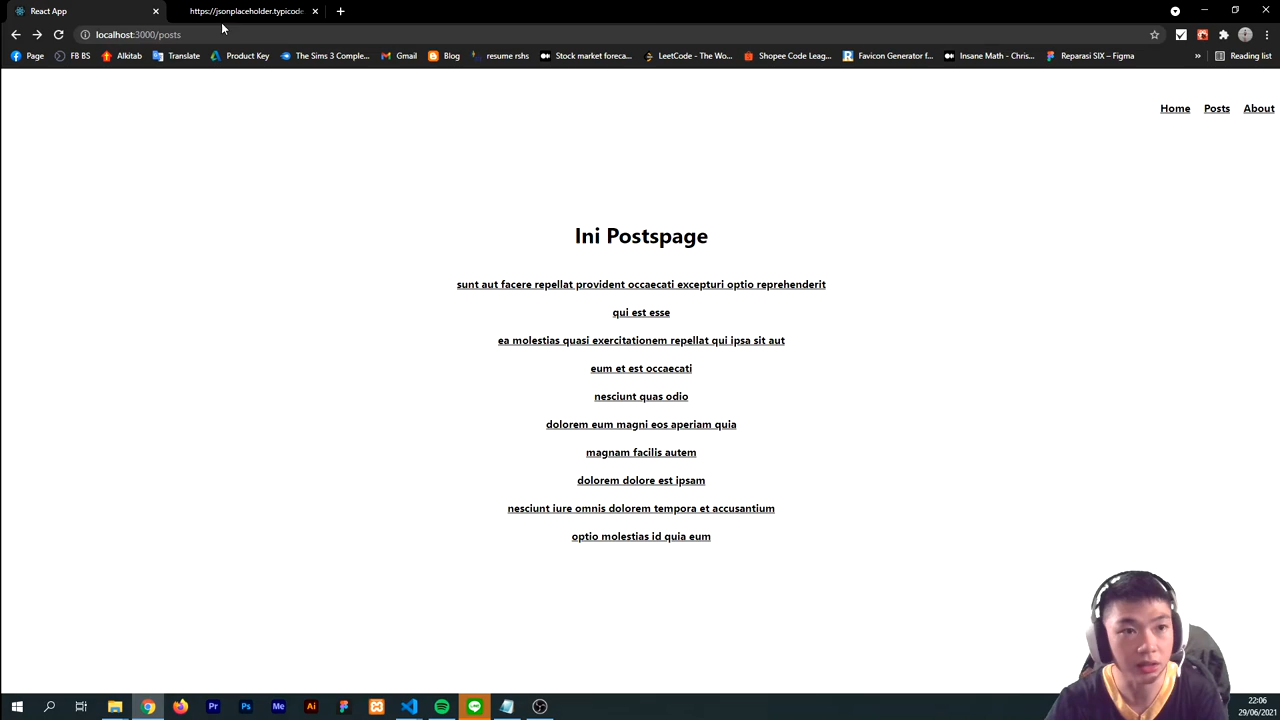 React App
https://jsonplaceholder.typicode
localhost:3000/posts
Page
FB BS
Alkitab
Translate
Product Key
The Sims 3 Comple...
Gmail
Blog
resume rshs
Stock market foreca...
LeetCode - The Wo...
Shopee Code Leag...
Favicon Generator f...
Insane Math - Chris...
Reparasi SIX – Figma
»
Reading list
Home Posts About
Ini Postspage
sunt aut facere repellat provident occaecati excepturi optio reprehenderit
qui est esse
ea molestias quasi exercitationem repellat qui ipsa sit aut
eum et est occaecati
nesciunt quas odio
dolorem eum magni eos aperiam quia
magnam facilis autem
dolorem dolore est ipsam
nesciunt iure omnis dolorem tempora et accusantium
optio molestias id quia eum
Pr
Ps
Me
Ai
22:06
29/06/2021